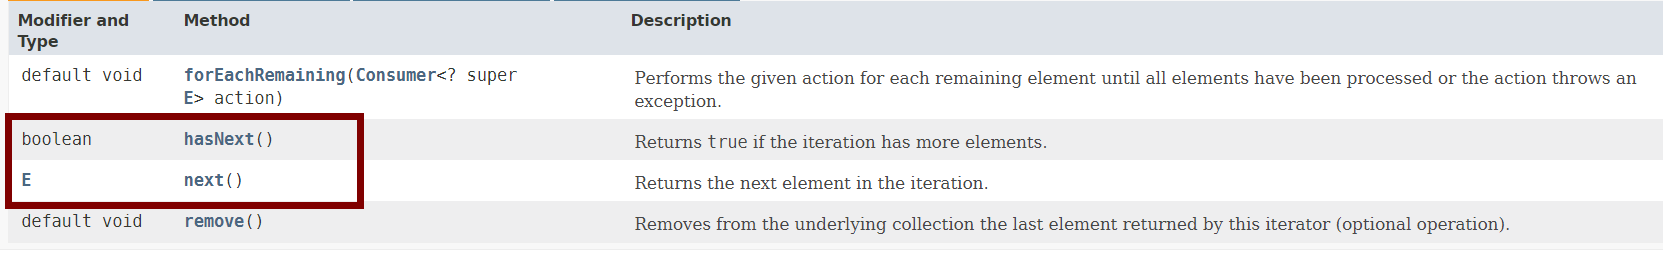 Modifier and Type Method Description
default void forEachRemaining(Consumer<? super E> action) Performs the given action for each remaining element until all elements have been processed or the action throws an exception.
boolean hasNext() Returns true if the iteration has more elements.
E next() Returns the next element in the iteration.
default void remove() Removes from the underlying collection the last element returned by this iterator (optional operation).